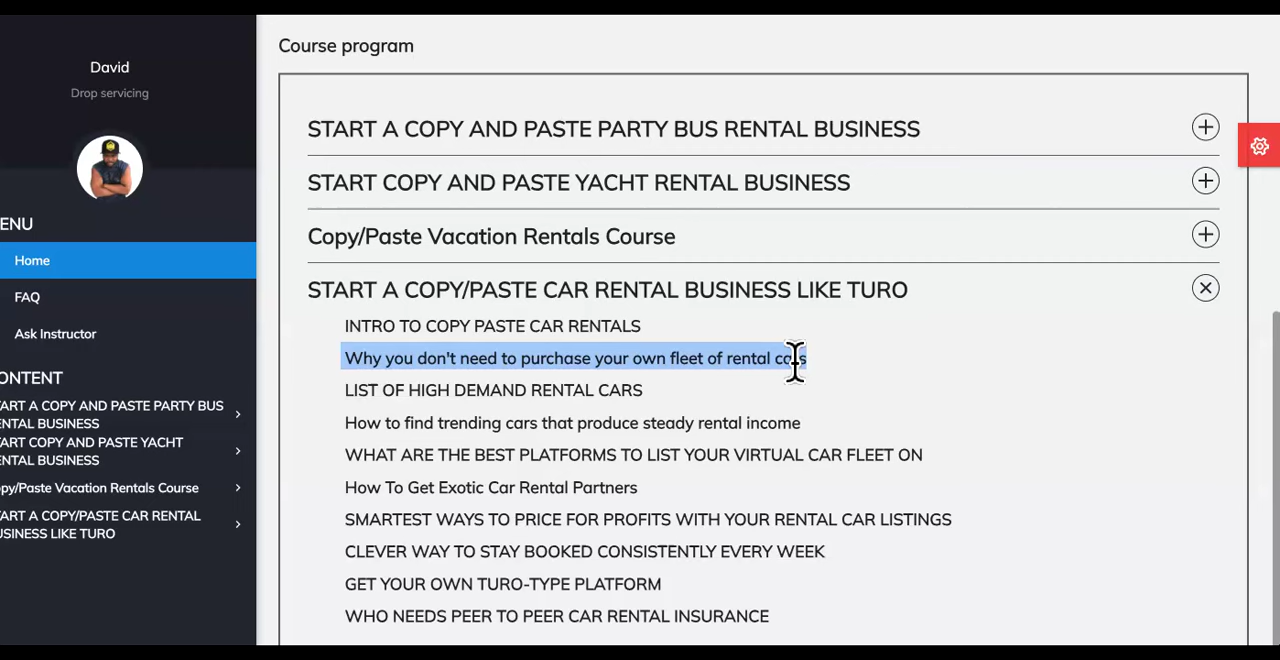 David
Drop servicing
ENU
Home
FAQ
Ask Instructor
ONTENT
TART A COPY AND PASTE PARTY BUS
ENTAL BUSINESS
TART COPY AND PASTE YACHT
ENTAL BUSINESS
opy/Paste Vacation Rentals Course
TART A COPY/PASTE CAR RENTAL
USINESS LIKE TURO
Course program
START A COPY AND PASTE PARTY BUS RENTAL BUSINESS
START COPY AND PASTE YACHT RENTAL BUSINESS
Copy/Paste Vacation Rentals Course
START A COPY/PASTE CAR RENTAL BUSINESS LIKE TURO
INTRO TO COPY PASTE CAR RENTALS
Why you don't need to purchase your own fleet of rental cars
LIST OF HIGH DEMAND RENTAL CARS
How to find trending cars that produce steady rental income
WHAT ARE THE BEST PLATFORMS TO LIST YOUR VIRTUAL CAR FLEET ON
How To Get Exotic Car Rental Partners
SMARTEST WAYS TO PRICE FOR PROFITS WITH YOUR RENTAL CAR LISTINGS
CLEVER WAY TO STAY BOOKED CONSISTENTLY EVERY WEEK
GET YOUR OWN TURO-TYPE PLATFORM
WHO NEEDS PEER TO PEER CAR RENTAL INSURANCE